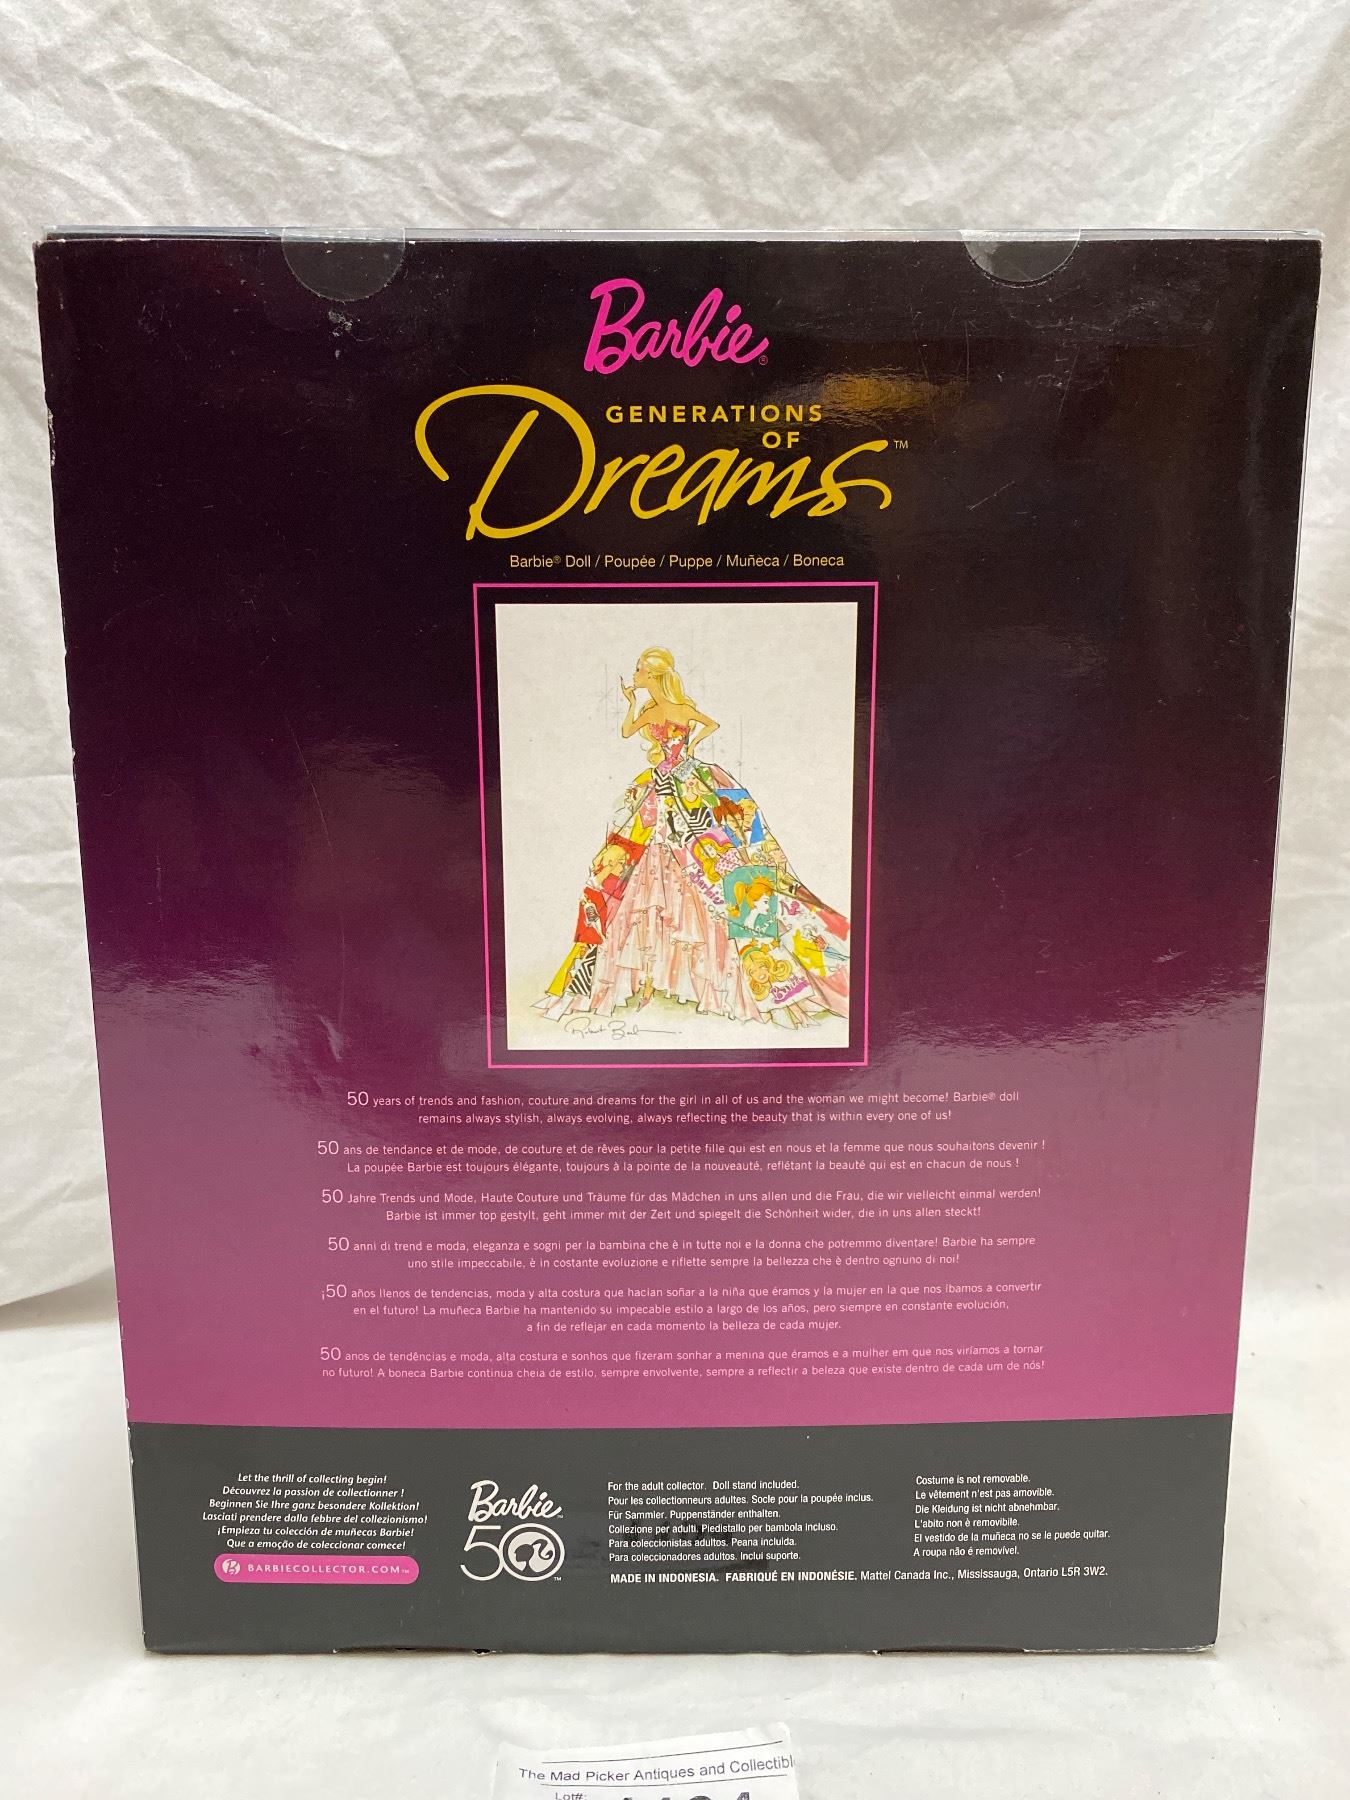 Barbie®
GENERATIONS
OF
Dreams™
Barbie® Doll / Poupée / Puppe / Muñeca / Boneca
Barbie
Barbie
Robert Best
50 years of trends and fashion, couture and dreams for the girl in all of us and the woman we might become! Barbie® doll
remains always stylish, always evolving, always reflecting the beauty that is within every one of us!
50 ans de tendance et de mode, de couture et de rêves pour la petite fille qui est en nous et la femme que nous souhaitons devenir !
La poupée Barbie est toujours élégante, toujours à la pointe de la nouveauté, reflétant la beauté qui est en chacun de nous !
50 Jahre Trends und Mode, Haute Couture und Träume für das Mädchen in uns allen und die Frau, die wir vielleicht einmal werden!
Barbie ist immer top gestylt, geht immer mit der Zeit und spiegelt die Schönheit wider, die in uns allen steckt!
50 anni di trend e moda, eleganza e sogni per la bambina che è in tutte noi e la donna che potremmo diventare! Barbie ha sempre
uno stile impeccabile, è in costante evoluzione e riflette sempre la bellezza che è dentro ognuno di noi!
¡50 años llenos de tendencias, moda y alta costura que hacían soñar a la niña que éramos y la mujer en la que nos íbamos a convertir
en el futuro! La muñeca Barbie ha mantenido su impecable estilo a largo de los años, pero siempre en constante evolución,
a fin de reflejar en cada momento la belleza de cada mujer.
50 anos de tendências e moda, alta costura e sonhos que fizeram sonhar a menina que éramos e a mulher em que nos viríamos a tornar
no futuro! A boneca Barbie continua cheia de estilo, sempre envolvente, sempre a reflectir a beleza que existe dentro de cada um de nós!
Let the thrill of collecting begin!
Découvrez la passion de collectionner !
Beginnen Sie Ihre ganz besondere Kollektion!
Lasciati prendere dalla febbre del collezionismo!
¡Empieza tu colección de muñecas Barbie!
Que a emoção de coleccionar comece!
B BARBIECOLLECTOR.COM™
Barbie™
50™
For the adult collector. Doll stand included.
Pour les collectionneurs adultes. Socle pour la poupée inclus.
Für Sammler. Puppenständer enthalten.
Collezione per adulti. Piedistallo per bambola incluso.
Para coleccionistas adultos. Peana incluida.
Para coleccionadores adultos. Inclui suporte.
Costume is not removable.
Le vêtement n'est pas amovible.
Die Kleidung ist nicht abnehmbar.
L'abito non è removibile.
El vestido de la muñeca no se le puede quitar.
A roupa não é removível.
MADE IN INDONESIA. FABRIQUÉ EN INDONÉSIE. Mattel Canada Inc., Mississauga, Ontario L5R 3W2.
The Mad Picker Antiques and Collectibl
Lot#: